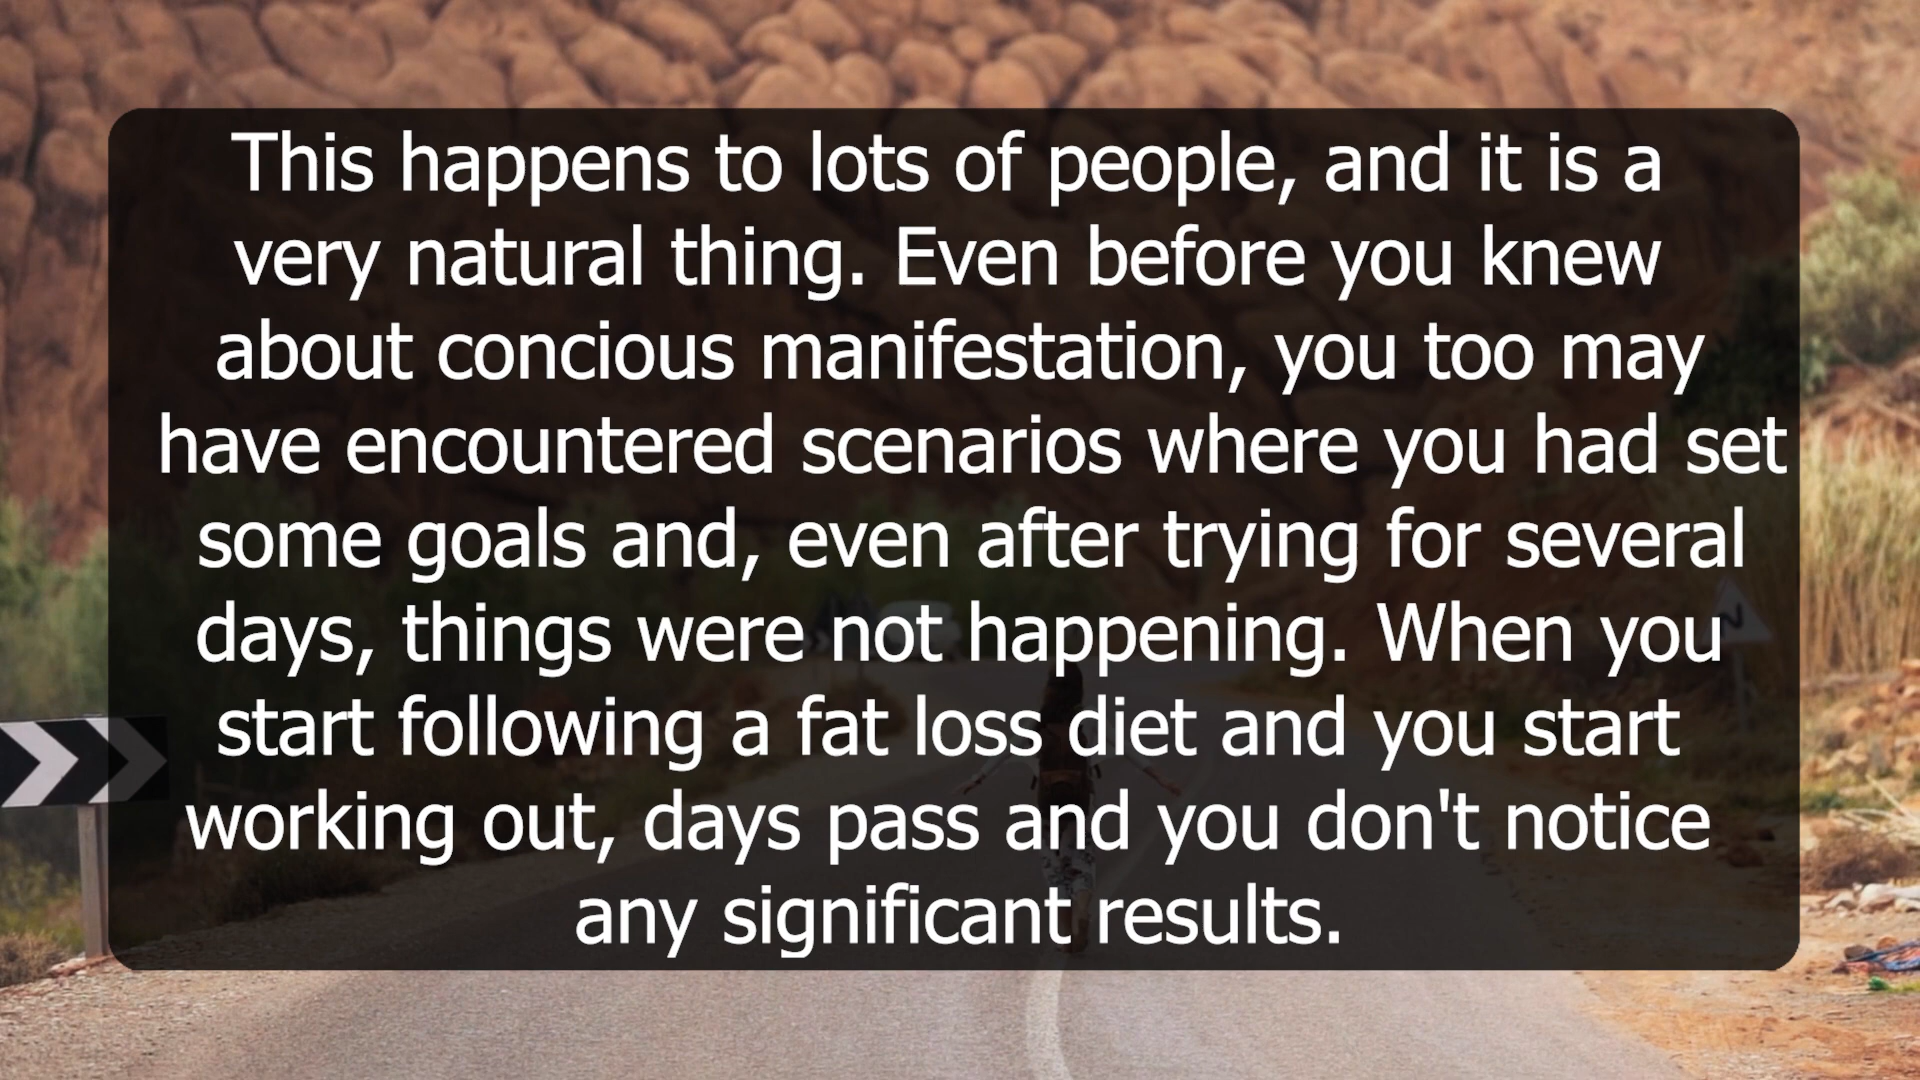 This happens to lots of people, and it is a
very natural thing. Even before you knew
about concious manifestation, you too may
have encountered scenarios where you had set
some goals and, even after trying for several
days, things were not happening. When you
start following a fat loss diet and you start
working out, days pass and you don't notice
any significant results.